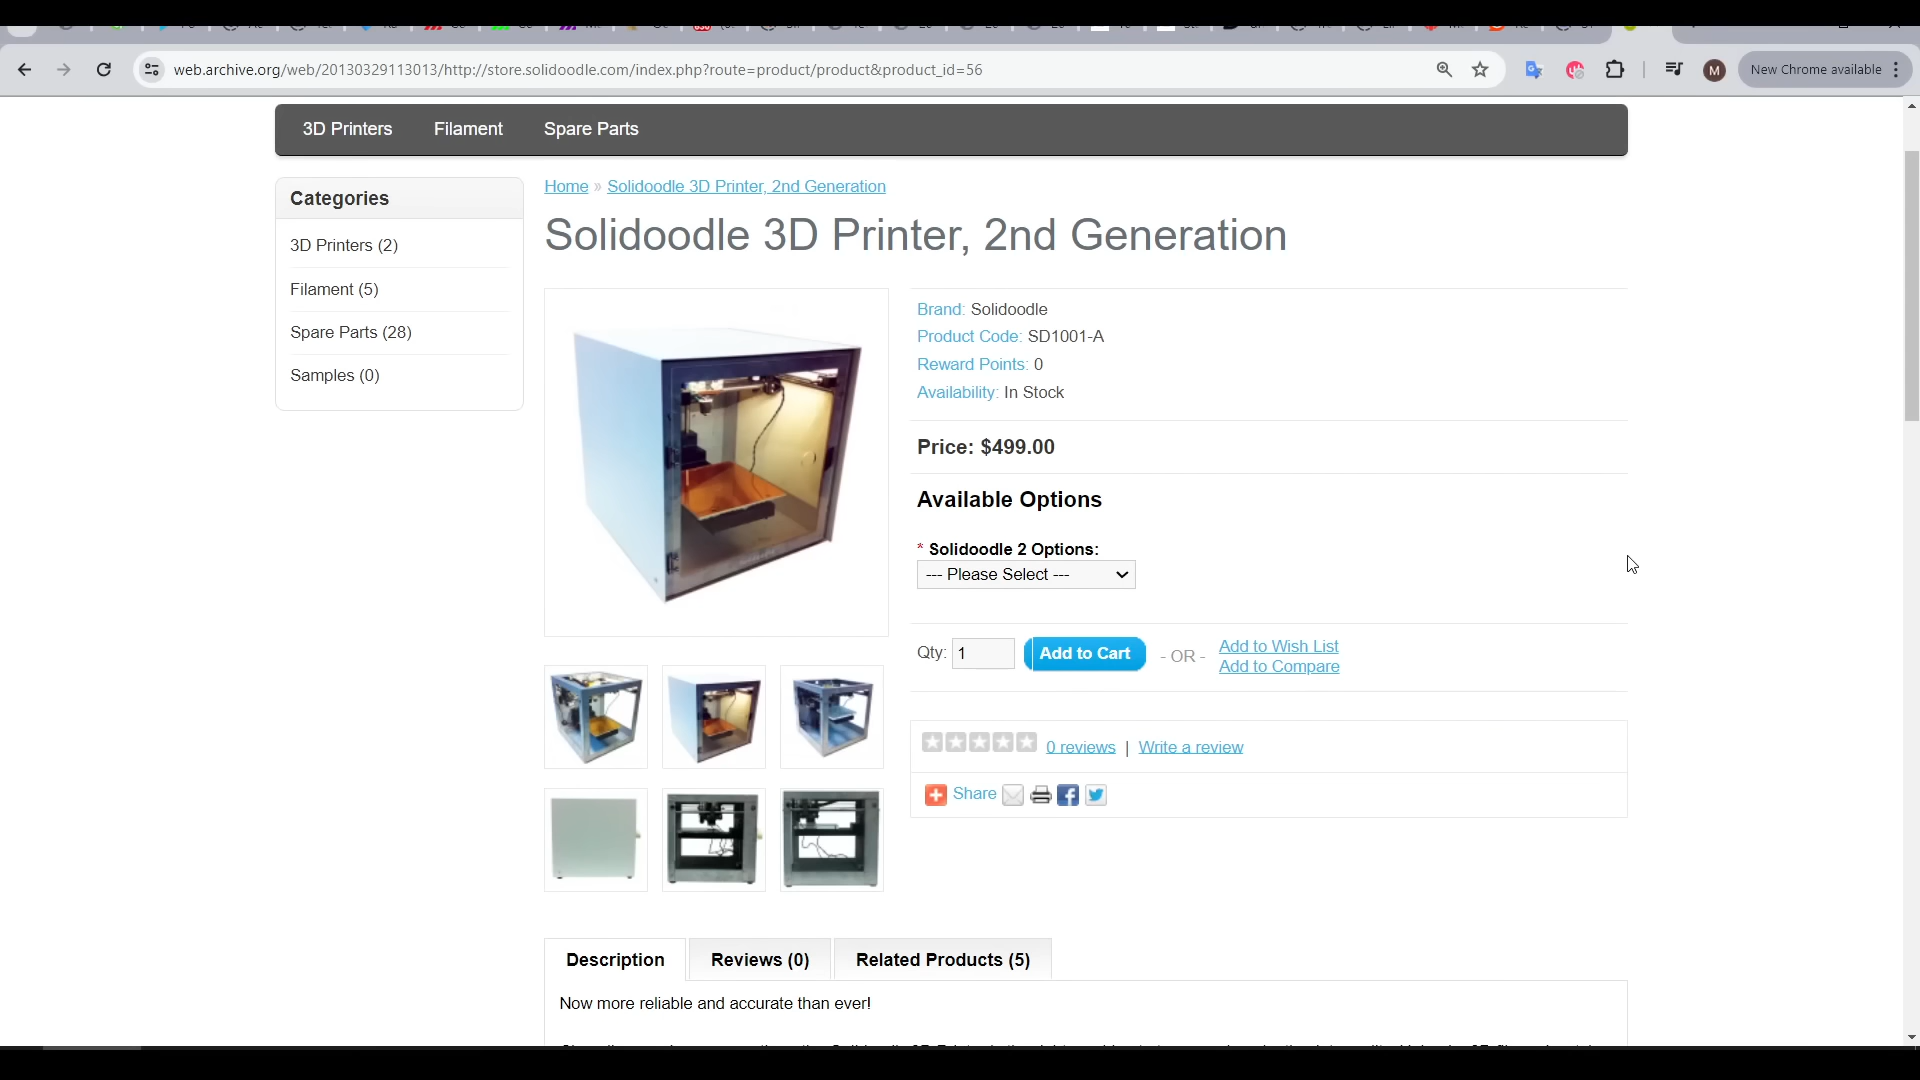 web.archive.org/web/20130329113013/http://store.solidoodle.com/index.php?route=product/product&product_id=56
M
New Chrome available
3D Printers
Filament
Spare Parts
Categories
3D Printers (2)
Filament (5)
Spare Parts (28)
Samples (0)
Home » Solidoodle 3D Printer, 2nd Generation
Solidoodle 3D Printer, 2nd Generation
Brand: Solidoodle
Product Code: SD1001-A
Reward Points: 0
Availability: In Stock
Price: $499.00
Available Options
* Solidoodle 2 Options:
--- Please Select ---
Qty: 1
Add to Cart
- OR -
Add to Wish List
Add to Compare
0 reviews | Write a review
Share
Description
Reviews (0)
Related Products (5)
Now more reliable and accurate than ever!